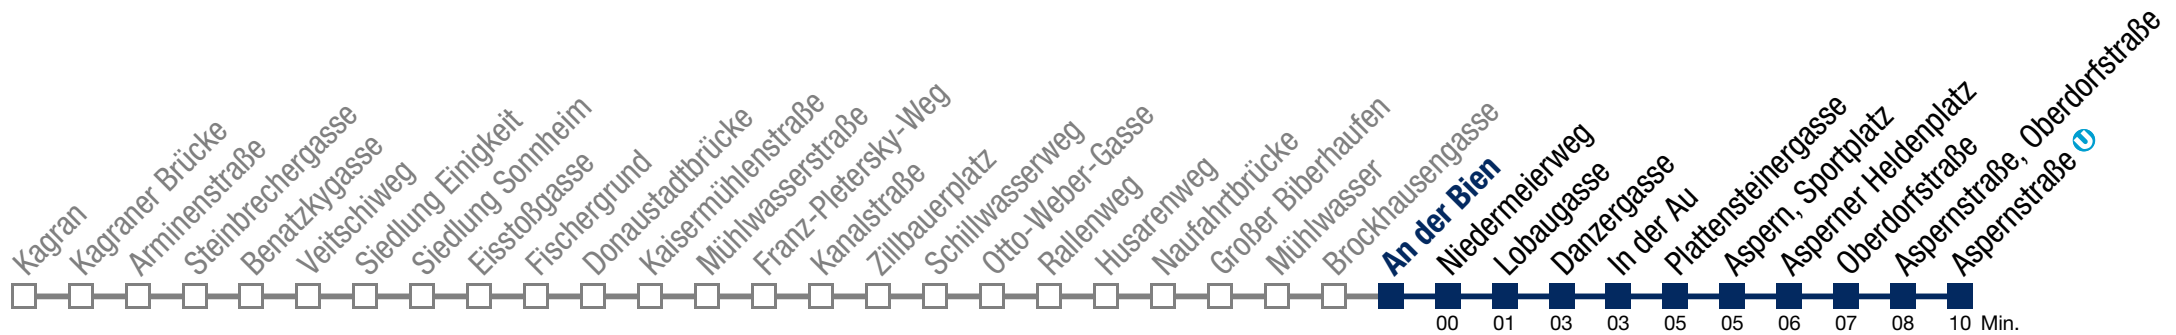 Kagran
Kagraner Brücke
Arminenstraße
Steinbrechergasse
Benatzkygasse
Veitschiweg
Siedlung Einigkeit
Siedlung Sonnheim
Eisstoßgasse
Fischergrund
Donaustadtbrücke
Kaisermühlenstraße
Mühlwasserstraße
Franz-Pletersky-Weg
Kanalstraße
Zillbauerplatz
Schillwasserweg
Otto-Weber-Gasse
Rallenweg
Husarenweg
Naufahrtbrücke
Großer Biberhaufen
Mühlwasser
Brockhausengasse
An der Bien
Niedermeierweg
Lobaugasse
Danzergasse
In der Au
Plattensteinergasse
Aspern, Sportplatz
Asperner Heldenplatz
Oberdorfstraße
Aspernstraße, Oberdorfstraße
Aspernstraße U
00 01 03 03 05 05 06 07 08 10 Min.